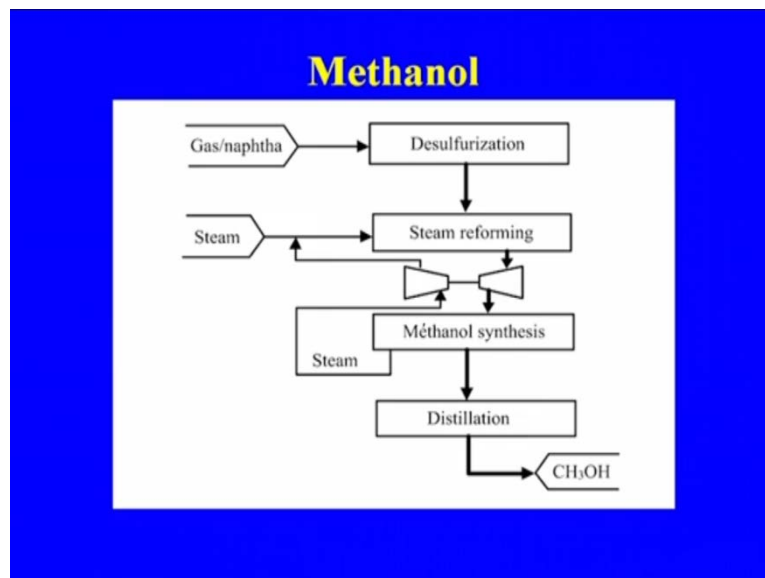 Methanol
Gas/naphtha
Desulfurization
Steam
Steam reforming
Méthanol synthesis
Steam
Distillation
CH₃OH